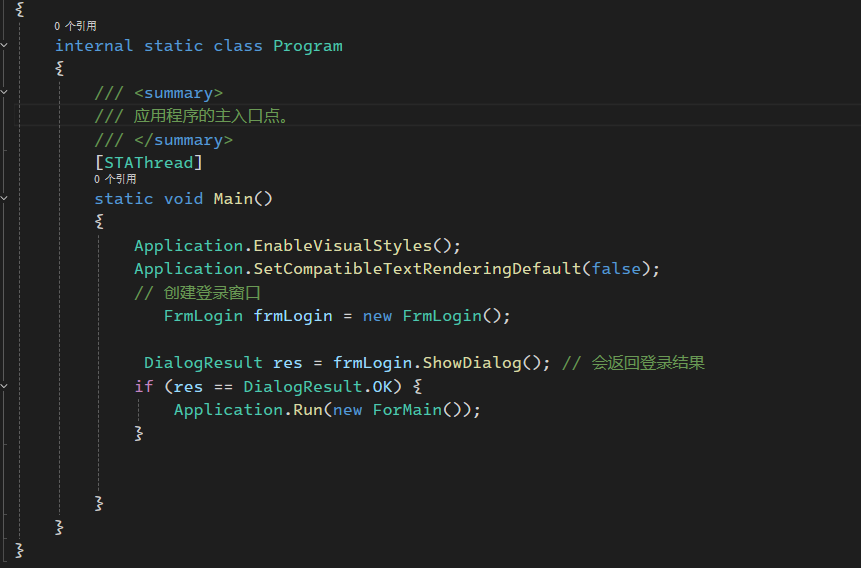 {
0 个引用
internal static class Program
{
/// <summary>
/// 应用程序的主入口点。
/// </summary>
[STAThread]
0 个引用
static void Main()
{
Application.EnableVisualStyles();
Application.SetCompatibleTextRenderingDefault(false);
// 创建登录窗口
FrmLogin frmLogin = new FrmLogin();
DialogResult res = frmLogin.ShowDialog(); // 会返回登录结果
if (res == DialogResult.OK) {
Application.Run(new ForMain());
}
}
}
}